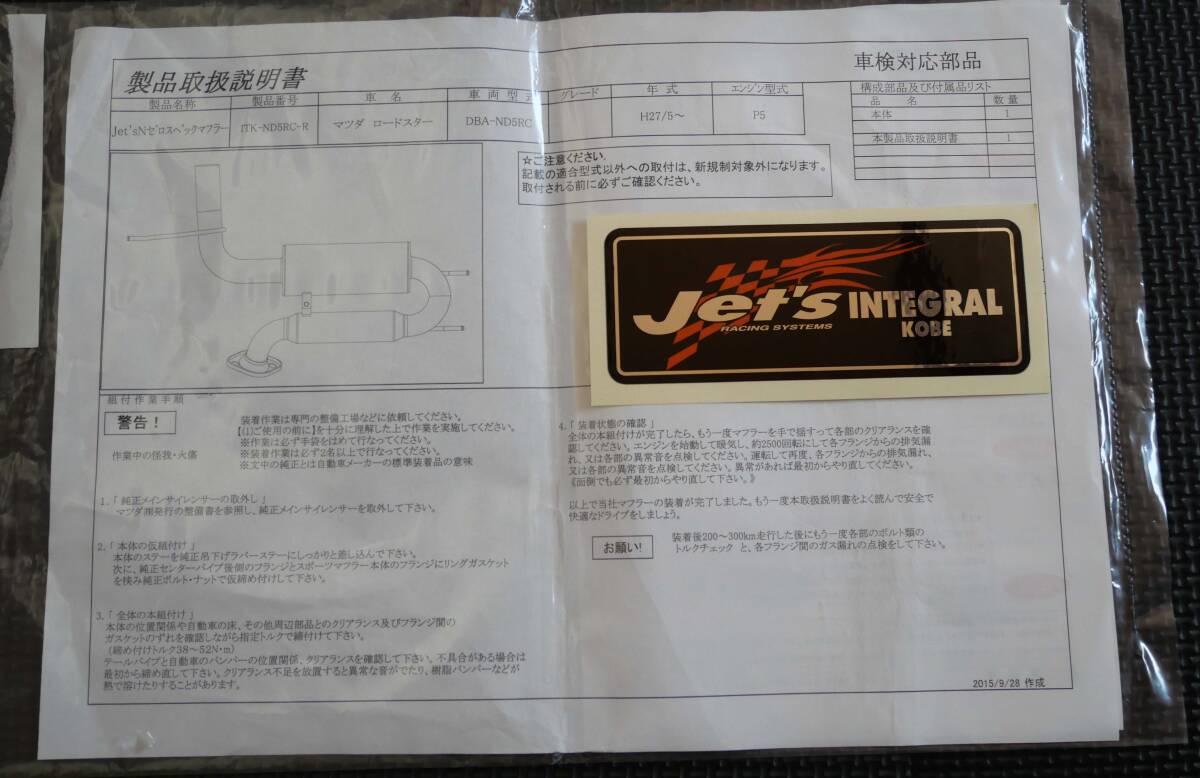 製品取扱説明書
車検対応部品
製品名称 製品番号 車 名 車 両 型 式 グレード 年 式 エンジン型式
Jet'sNゼロスペックマフラー ITK-ND5RC-R マツダ ロードスター DBA-ND5RC H27/5～ P5
構成部品及び付属品リスト
品 名 数 量
本体 1
本製品取扱説明書 1
☆ご注意ください.
記載の適合型式以外への取付は、新規制対象外になります。
取付される前に必ずご確認ください。
Jet's INTEGRAL
RACING SYSTEMS KOBE
組付作業手順
警告！
作業中の怪我・火傷
装着作業は専門の整備工場などに依頼してください。
【(1)ご使用の前に】を十分に理解した上で作業を実施してください。
※作業は必ず手袋をはめて行なってください。
※装着作業は必ず2名以上で行なってください。
※文中の純正とは自動車メーカーの標準装着品の意味
1.「 純正メインサイレンサーの取外し 」
マツダ㈱発行の整備書を参照し、純正メインサイレンサーを取外して下さい。
2.「 本体の仮組付け 」
本体のステーを純正吊下げラバーステーにしっかりと差し込んで下さい。
次に、純正センターパイプ後側のフランジとスポーツマフラー本体のフランジにリングガスケット
を挟み純正ボルト・ナットで仮締め付けして下さい。
3.「 全体の本組付け 」
本体の位置関係や自動車の床、その他周辺部品とのクリアランス及びフランジ間の
ガスケットのずれを確認しながら指定トルクで締付けて下さい。
(締め付けトルク38～52N・m)
テールパイプと自動車のバンパーの位置関係、クリアランスを確認して下さい。不具合がある場合は
最初から締め直して下さい。クリアランス不足を放置すると異常な音がでたり、樹脂バンパーなどが
熱で溶けたりすることがあります。
4.「 装着状態の確認 」
全体の本組付けが完了したら、もう一度マフラーを手で揺すって各部のクリアランスを確
認してください。エンジンを始動して暖気し、約2500回転にして各フランジからの排気漏
れ、又は各部の異常音を点検してください。運転して再度、各フランジからの排気漏れ、
又は各部の異常音を点検してください。異常があれば最初からやり直してください。
《面倒でも必ず最初からやり直して下さい。》
以上で当社マフラーの装着が完了しました。もう一度本取扱説明書をよく読んで安全で
快適なドライブをしましょう。
お願い!
装着後200～300km走行した後にもう一度各部のボルト類の
トルクチェック と、各フランジ間のガス漏れの点検をして下さい。
2015/9/28 作成